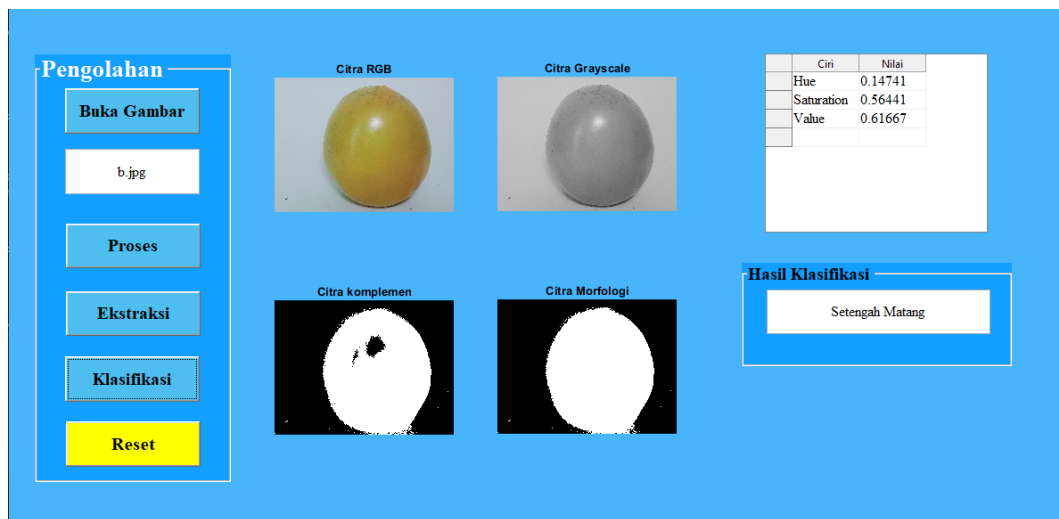 Pengolahan
Buka Gambar
b.jpg
Proses
Ekstraksi
Klasifikasi
Reset
Citra RGB
Citra Grayscale
Citra komplemen
Citra Morfologi
Ciri Nilai
Hue 0.14741
Saturation 0.56441
Value 0.61667
Hasil Klasifikasi
Setengah Matang